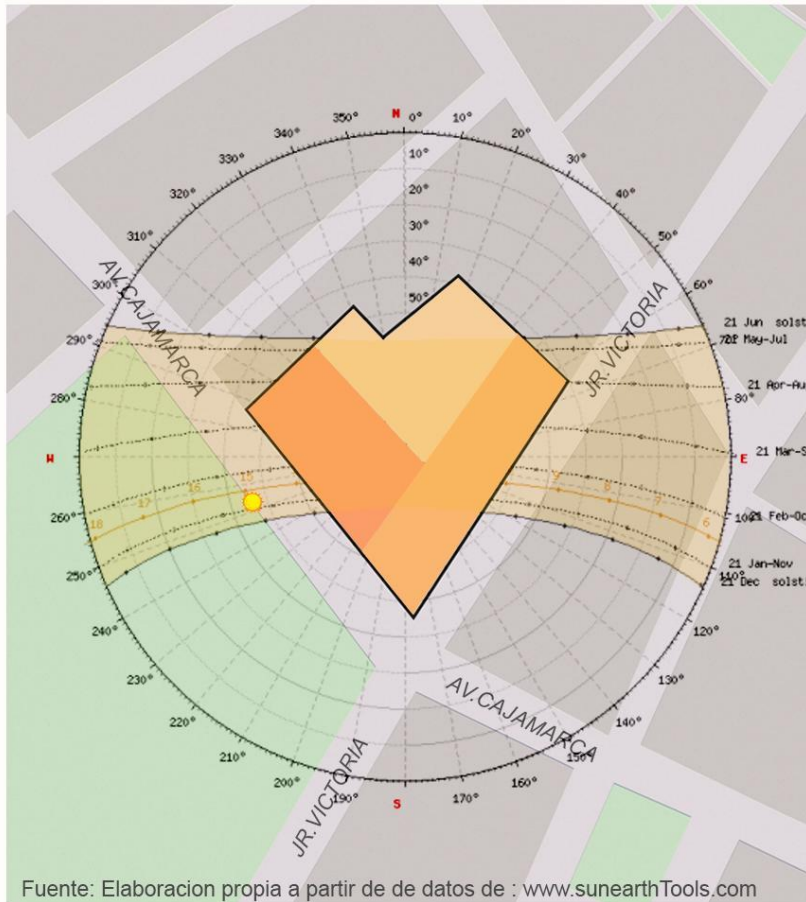 N
350° 0° 10°
340° 10° 20°
330° 20° 30°
320° 30° 40°
310° 40° 50°
300° 50° 60°
AV.CAJAMARCA
JR.VICTORIA
21 Jun solst
290° May-Jul
280° 80° 21 Apr-Au
W E 21 Mar-S
15
16
17
18
9
8
7
6
260° 21 Feb-Oc
250° 110° 21 Jan-Nov
21 Dec solst
240° 120°
230° 130°
220° 140°
210° 150°
200° 160°
190° 170°
S
AV.CAJAMARCA
JR.VICTORIA
Fuente: Elaboracion propia a partir de de datos de : www.sunearthTools.com